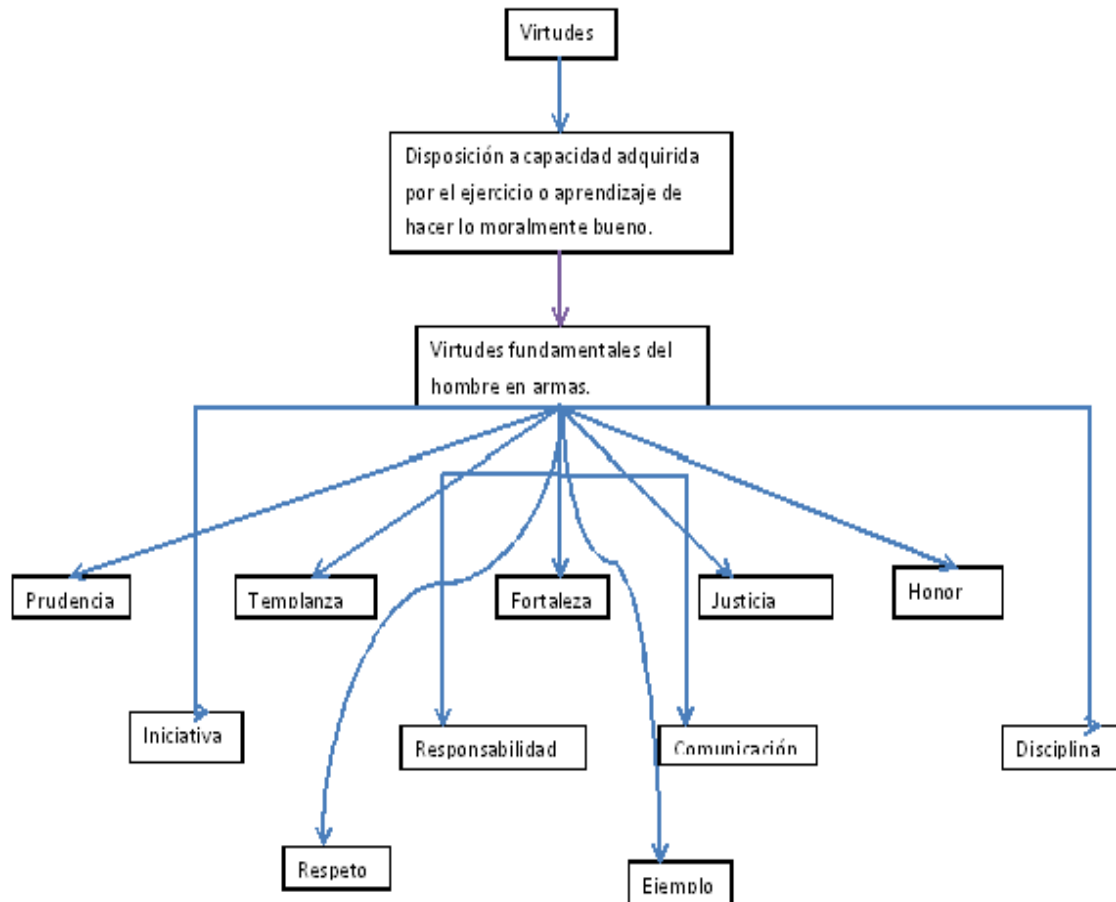 Virtudes
Disposición a capacidad adquirida
por el ejercicio o aprendizaje de
hacer lo moralmente bueno.
Virtudes fundamentales del
hombre en armas.
Prudencia
Templanza
Fortaleza
Justicia
Honor
Iniciativa
Responsabilidad
Comunicación
Disciplina
Respeto
Ejemplo